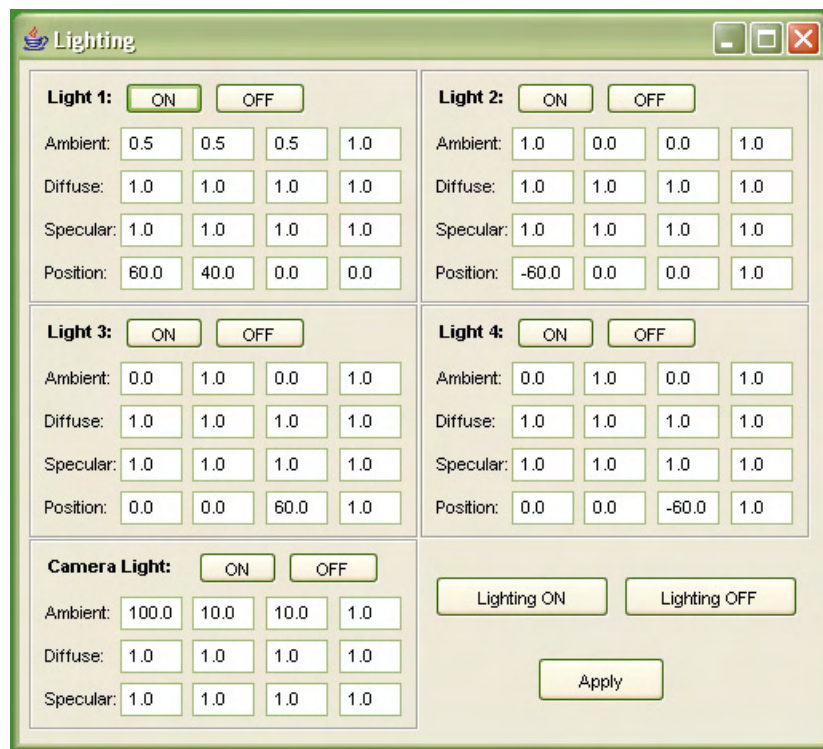 Lighting
Light 1: ON OFF
Ambient: 0.5 0.5 0.5 1.0
Diffuse: 1.0 1.0 1.0 1.0
Specular: 1.0 1.0 1.0 1.0
Position: 60.0 40.0 0.0 0.0
Light 2: ON OFF
Ambient: 1.0 0.0 0.0 1.0
Diffuse: 1.0 1.0 1.0 1.0
Specular: 1.0 1.0 1.0 1.0
Position: -60.0 0.0 0.0 1.0
Light 3: ON OFF
Ambient: 0.0 1.0 0.0 1.0
Diffuse: 1.0 1.0 1.0 1.0
Specular: 1.0 1.0 1.0 1.0
Position: 0.0 0.0 60.0 1.0
Light 4: ON OFF
Ambient: 0.0 1.0 0.0 1.0
Diffuse: 1.0 1.0 1.0 1.0
Specular: 1.0 1.0 1.0 1.0
Position: 0.0 0.0 -60.0 1.0
Camera Light: ON OFF
Ambient: 100.0 10.0 10.0 1.0
Diffuse: 1.0 1.0 1.0 1.0
Specular: 1.0 1.0 1.0 1.0
Lighting ON Lighting OFF
Apply